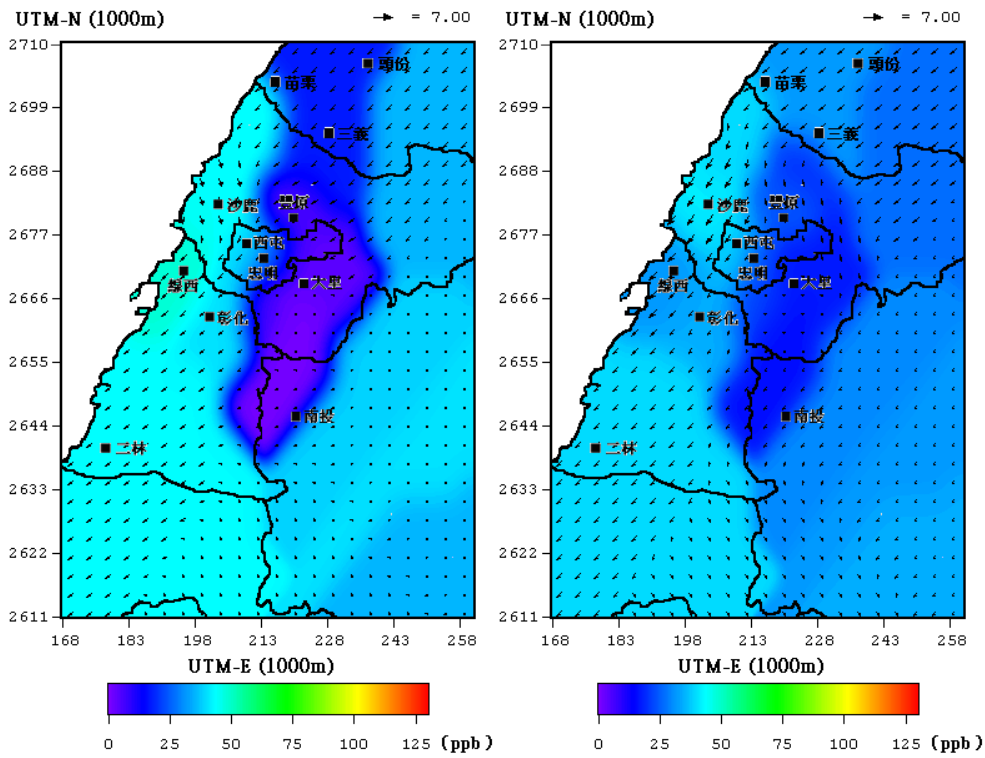 UTM-N (1000m)
= 7.00
2710
2699
2688
2677
2666
2655
2644
2633
2622
2611
頭份
苗栗
三義
沙鹿
豐原
西屯
忠明
線西
大里
彰化
南投
二林
168 183 198 213 228 243 258
UTM-E (1000m)
0 25 50 75 100 125 (ppb)
UTM-N (1000m)
= 7.00
2710
2699
2688
2677
2666
2655
2644
2633
2622
2611
頭份
苗栗
三義
沙鹿
豐原
西屯
忠明
線西
大里
彰化
南投
二林
168 183 198 213 228 243 258
UTM-E (1000m)
0 25 50 75 100 125 (ppb)